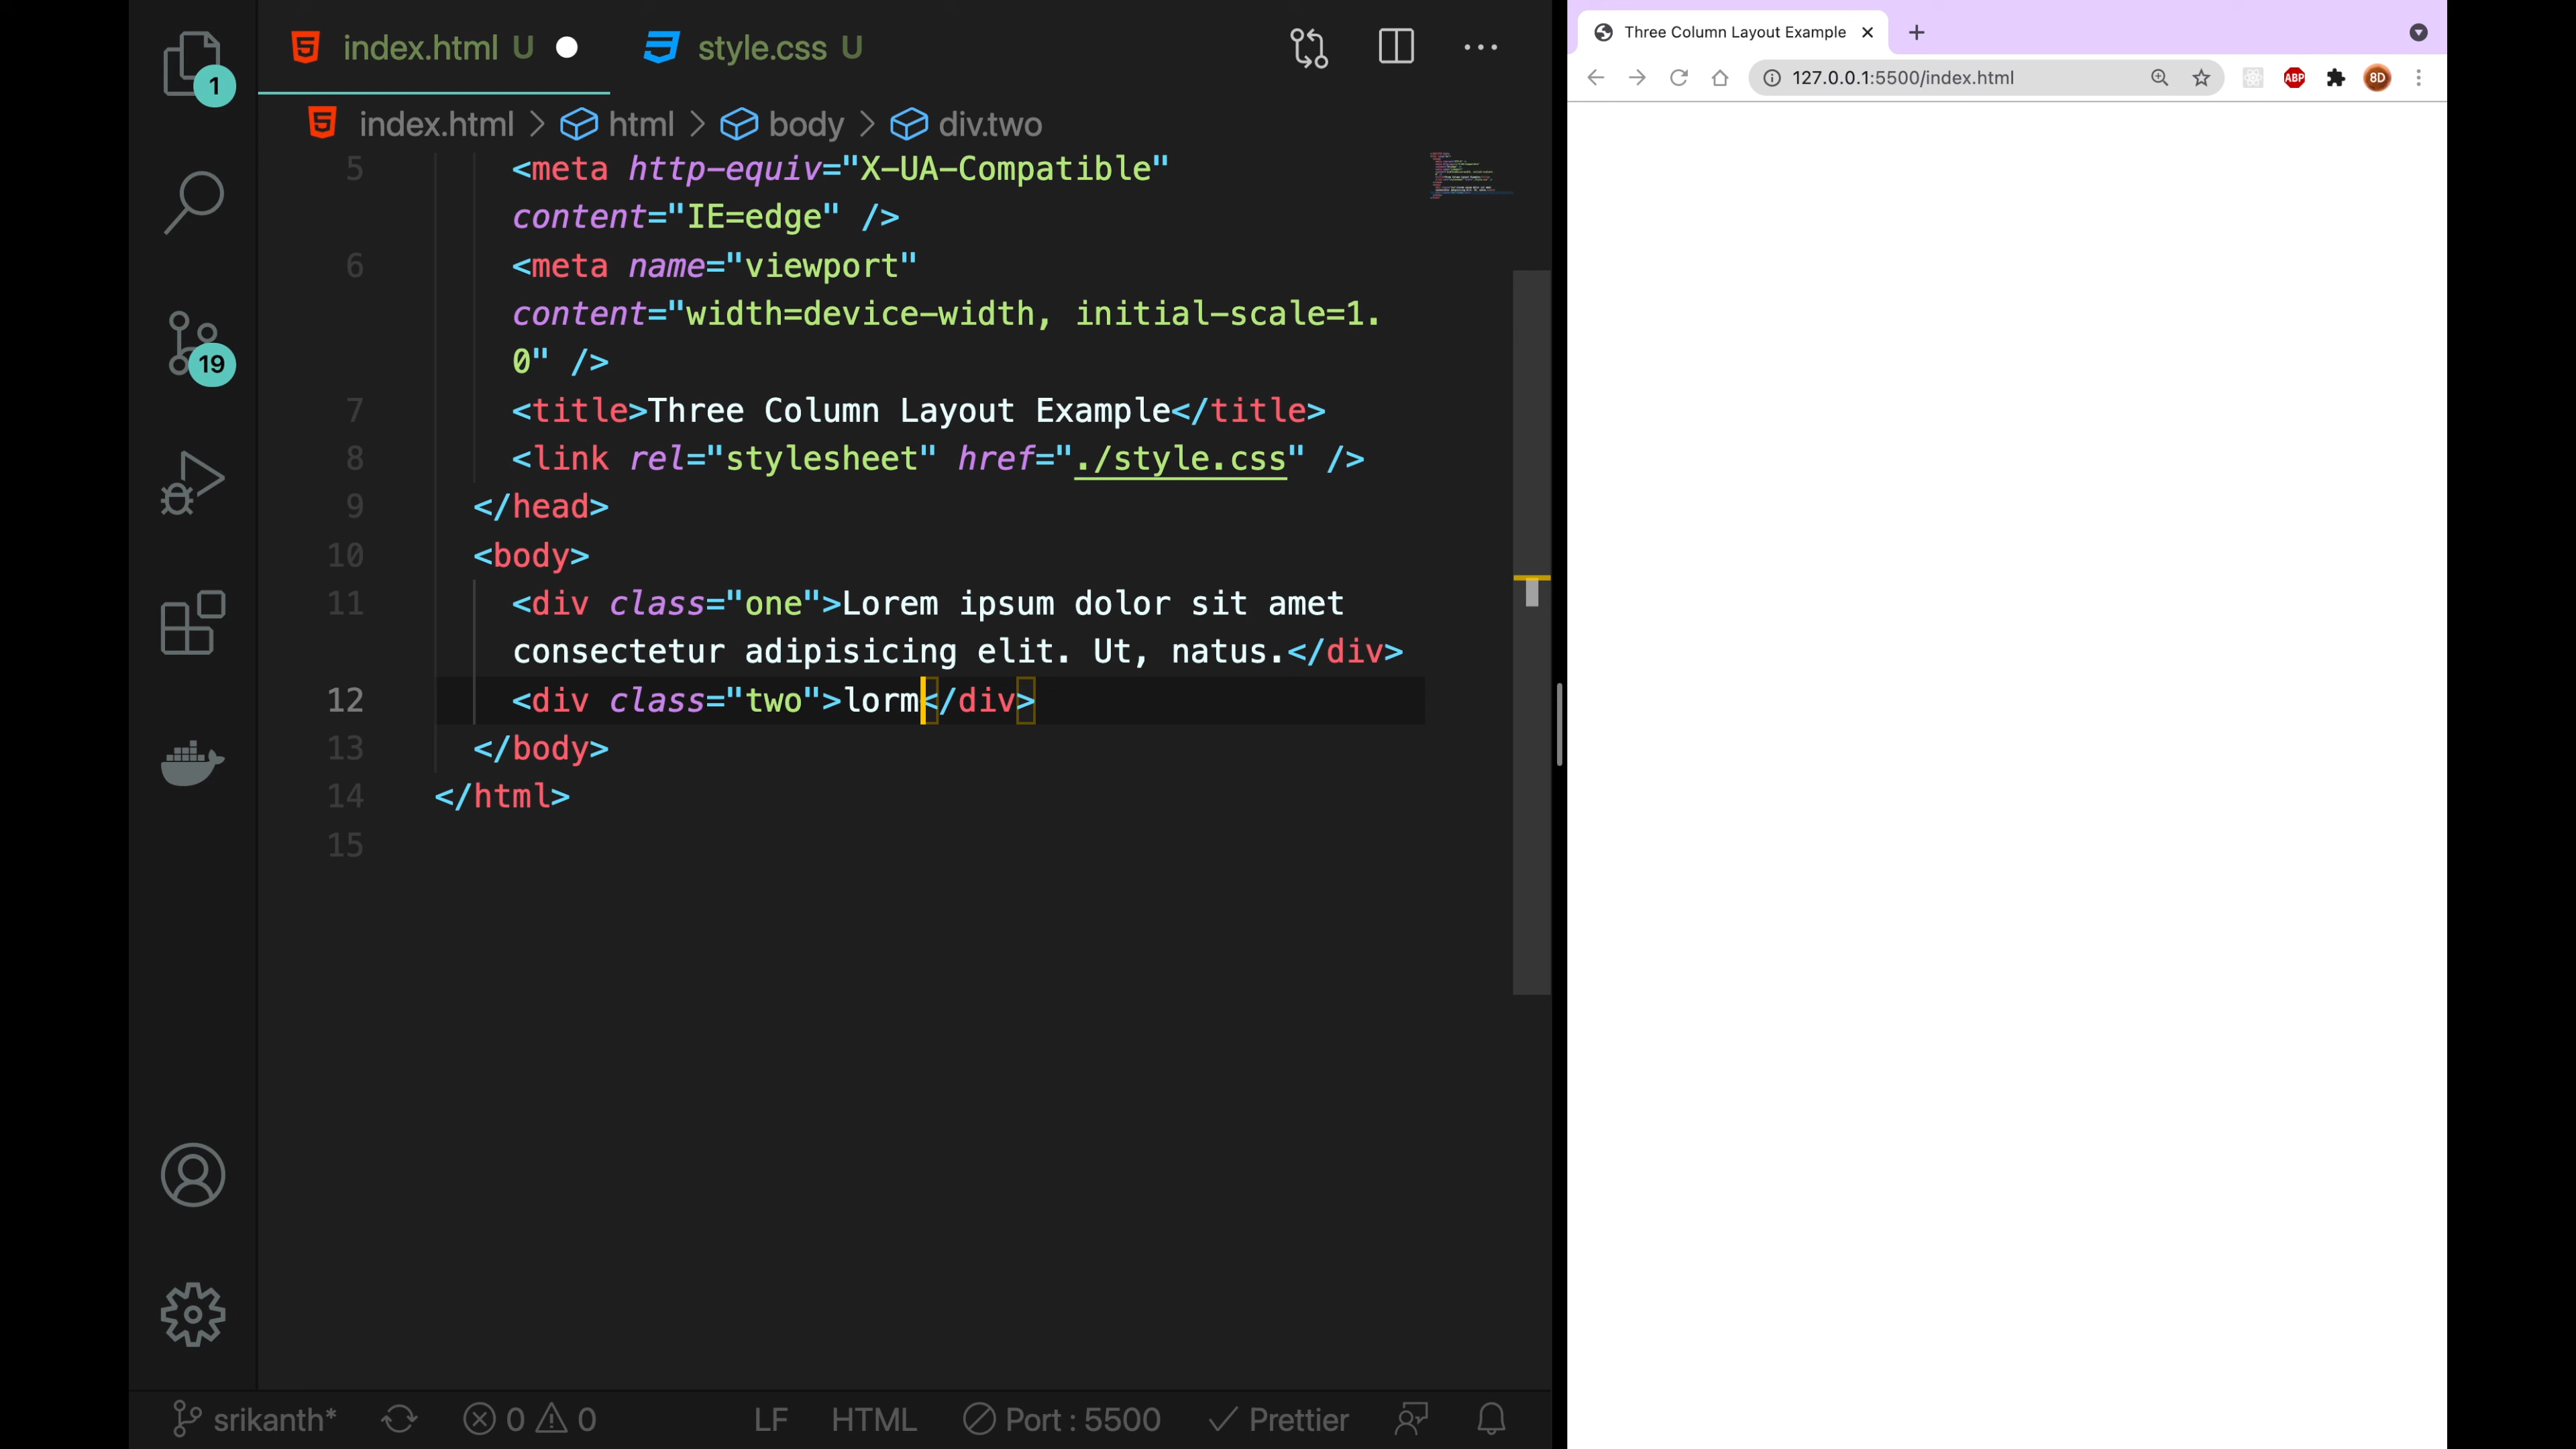 index.html U
style.css U
1
index.html > html > body > div.two
5 <meta http-equiv="X-UA-Compatible"
content="IE=edge" />
6 <meta name="viewport"
content="width=device-width, initial-scale=1.
0" />
7 <title>Three Column Layout Example</title>
8 <link rel="stylesheet" href="./style.css" />
9 </head>
10 <body>
11 <div class="one">Lorem ipsum dolor sit amet
consectetur adipisicing elit. Ut, natus.</div>
12 <div class="two">lorm</div>
13 </body>
14 </html>
15
19
srikanth* 0 0 LF HTML Port : 5500 Prettier
Three Column Layout Example
127.0.0.1:5500/index.html
ABP
8D